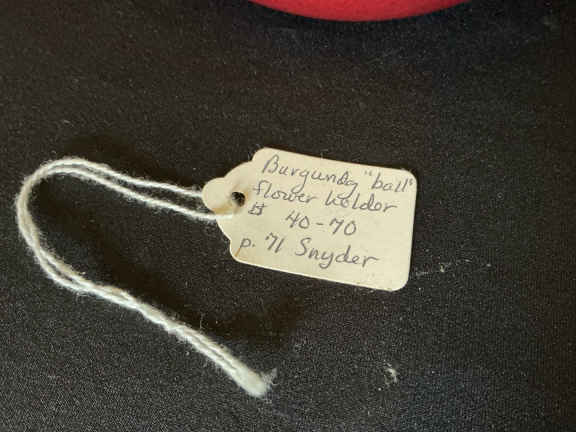 Burgundy "ball"
flower holder
$ 40-70
p. 71 Snyder